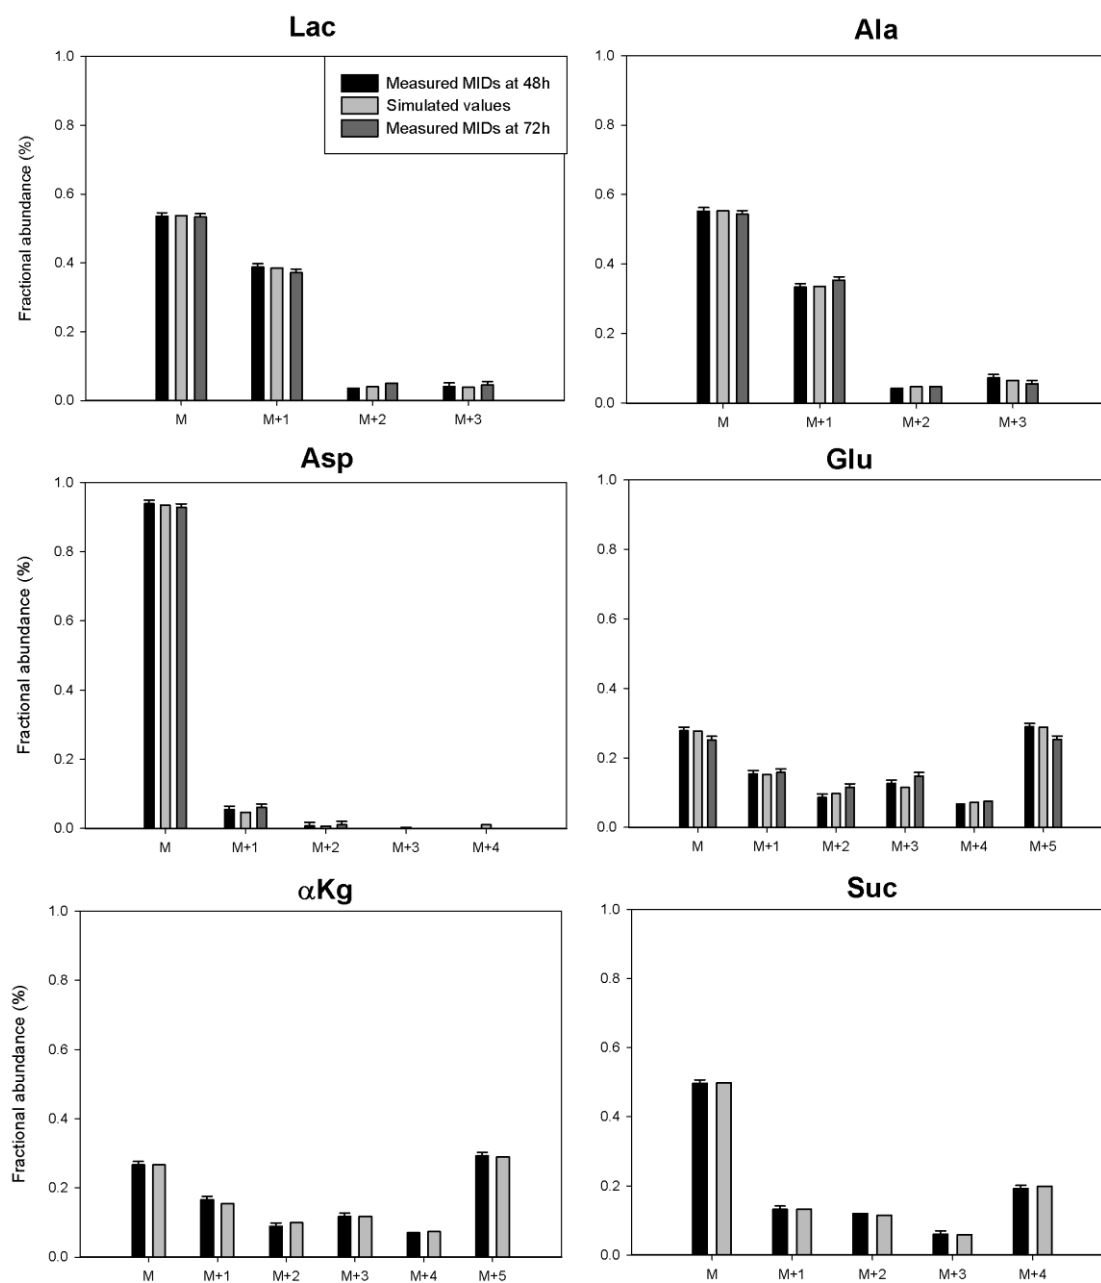 Lac
1.0
0.8
0.6
0.4
0.2
0.0
Fractional abundance (%)
Measured MIDs at 48h
Simulated values
Measured MIDs at 72h
M M+1 M+2 M+3
Ala
1.0
0.8
0.6
0.4
0.2
0.0
M M+1 M+2 M+3
Asp
1.0
0.8
0.6
0.4
0.2
0.0
Fractional abundance (%)
M M+1 M+2 M+3 M+4
Glu
1.0
0.8
0.6
0.4
0.2
0.0
M M+1 M+2 M+3 M+4 M+5
αKg
1.0
0.8
0.6
0.4
0.2
0.0
Fractional abundance (%)
M M+1 M+2 M+3 M+4 M+5
Suc
1.0
0.8
0.6
0.4
0.2
0.0
M M+1 M+2 M+3 M+4